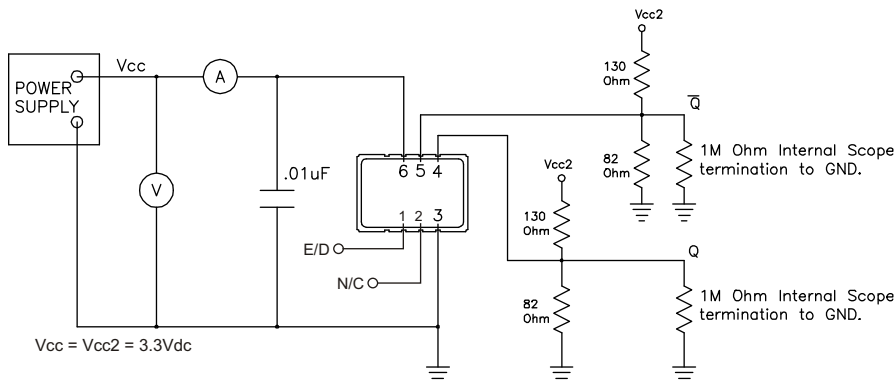 Vcc2
130
Ohm
Q̅
82
Ohm
1M Ohm Internal Scope
termination to GND.
POWER
SUPPLY
Vcc
A
V
.01uF
6 5 4
1 2 3
E/D
N/C
Vcc2
130
Ohm
Q
82
Ohm
1M Ohm Internal Scope
termination to GND.
Vcc = Vcc2 = 3.3Vdc